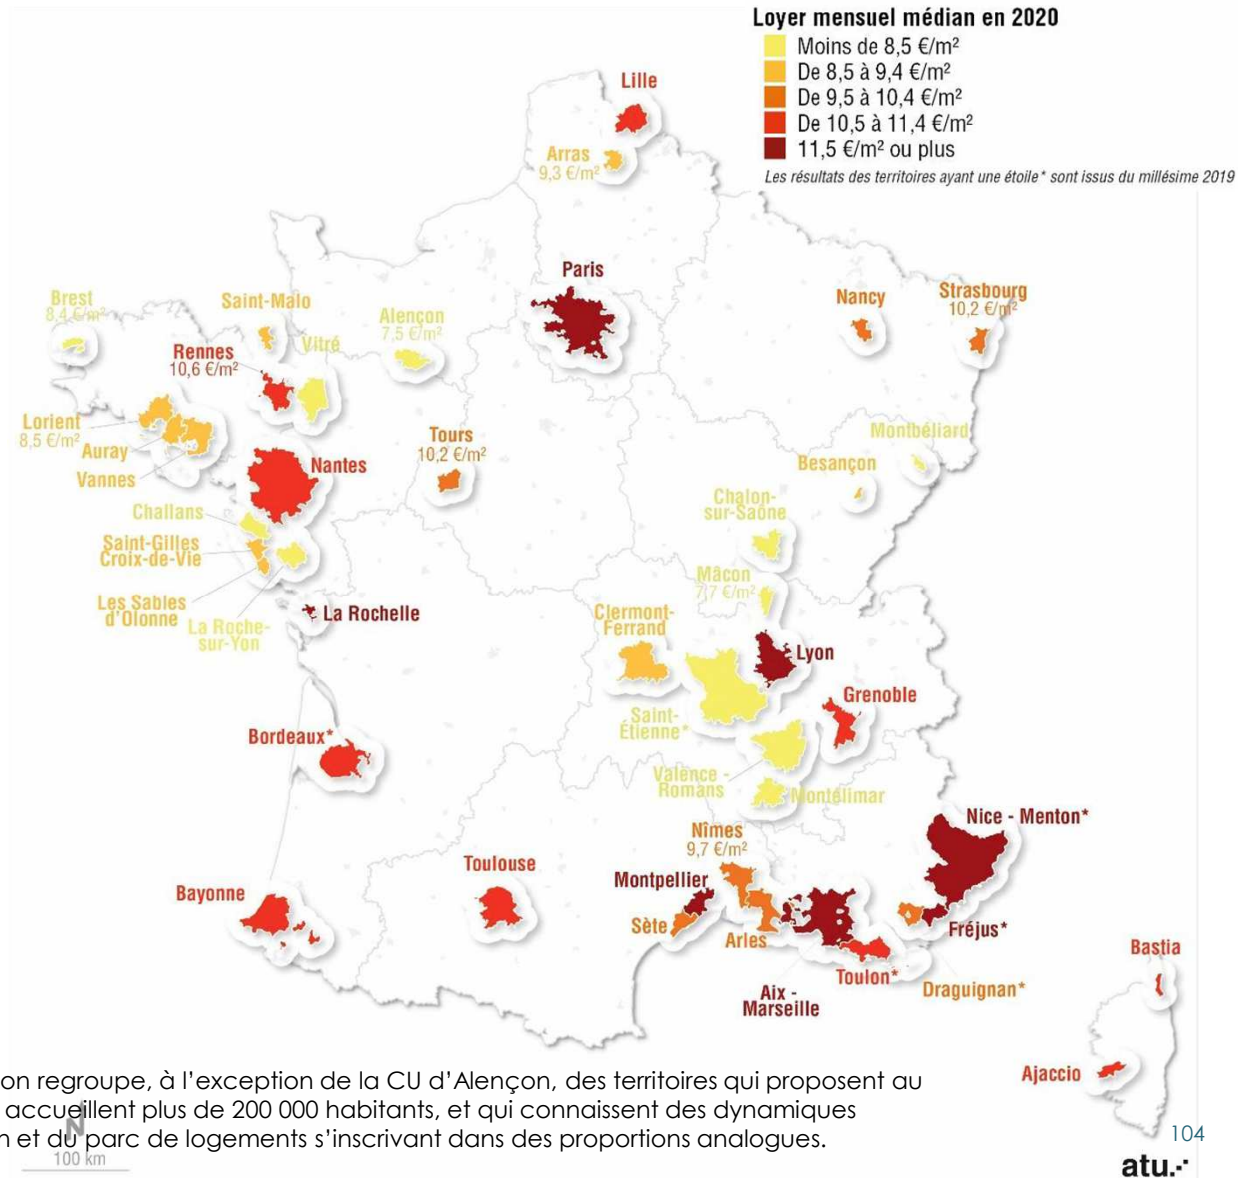 Loyer mensuel médian en 2020
Moins de 8,5 €/m²
De 8,5 à 9,4 €/m²
De 9,5 à 10,4 €/m²
De 10,5 à 11,4 €/m²
11,5 €/m² ou plus
Les résultats des territoires ayant une étoile* sont issus du millésime 2019
Lille
Arras
9,3 €/m²
Paris
Brest
8,4 €/m²
Saint-Malo
Alençon
7,5 €/m²
Nancy
Strasbourg
10,2 €/m²
Rennes
10,6 €/m²
Vitré
Lorient
8,5 €/m²
Auray
Vannes
Tours
10,2 €/m²
Nantes
Montbéliard
Besançon
Challans
Saint-Gilles
Croix-de-Vie
Chalon-
sur-Saône
Mâcon
7,7 €/m²
Les Sables
d'Olonne
La Roche-
sur-Yon
La Rochelle
Clermont-
Ferrand
Lyon
Grenoble
Saint-
Étienne*
Bordeaux*
Valence -
Romans
Montélimar
Nice - Menton*
Nîmes
9,7 €/m²
Toulouse
Montpellier
Bayonne
Sète
Arles
Fréjus*
Toulon*
Draguignan*
Aix -
Marseille
Bastia
Ajaccio
on regroupe, à l'exception de la CU d'Alençon, des territoires qui proposent au
accueillent plus de 200 000 habitants, et qui connaissent des dynamiques
n et du parc de logements s'inscrivant dans des proportions analogues.
N
100 km
104
atu.